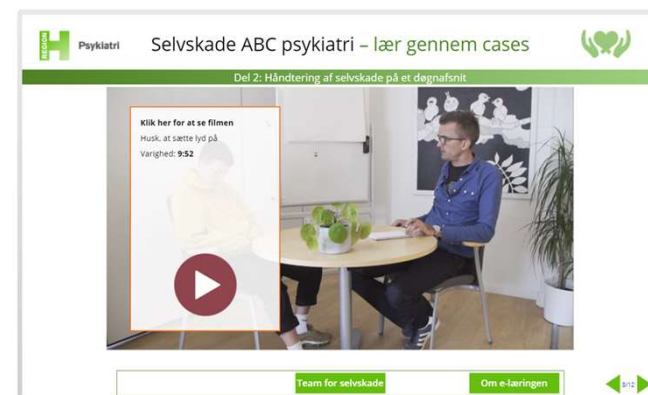 REGION
H
Psykiatri
Selvskade ABC psykiatri – lær gennem cases
Del 2: Håndtering af selvskade på et døgnafsnit
Klik her for at se filmen
Husk, at sætte lyd på
Varighed: 9:52
Team for selvskade
Om e-læringen